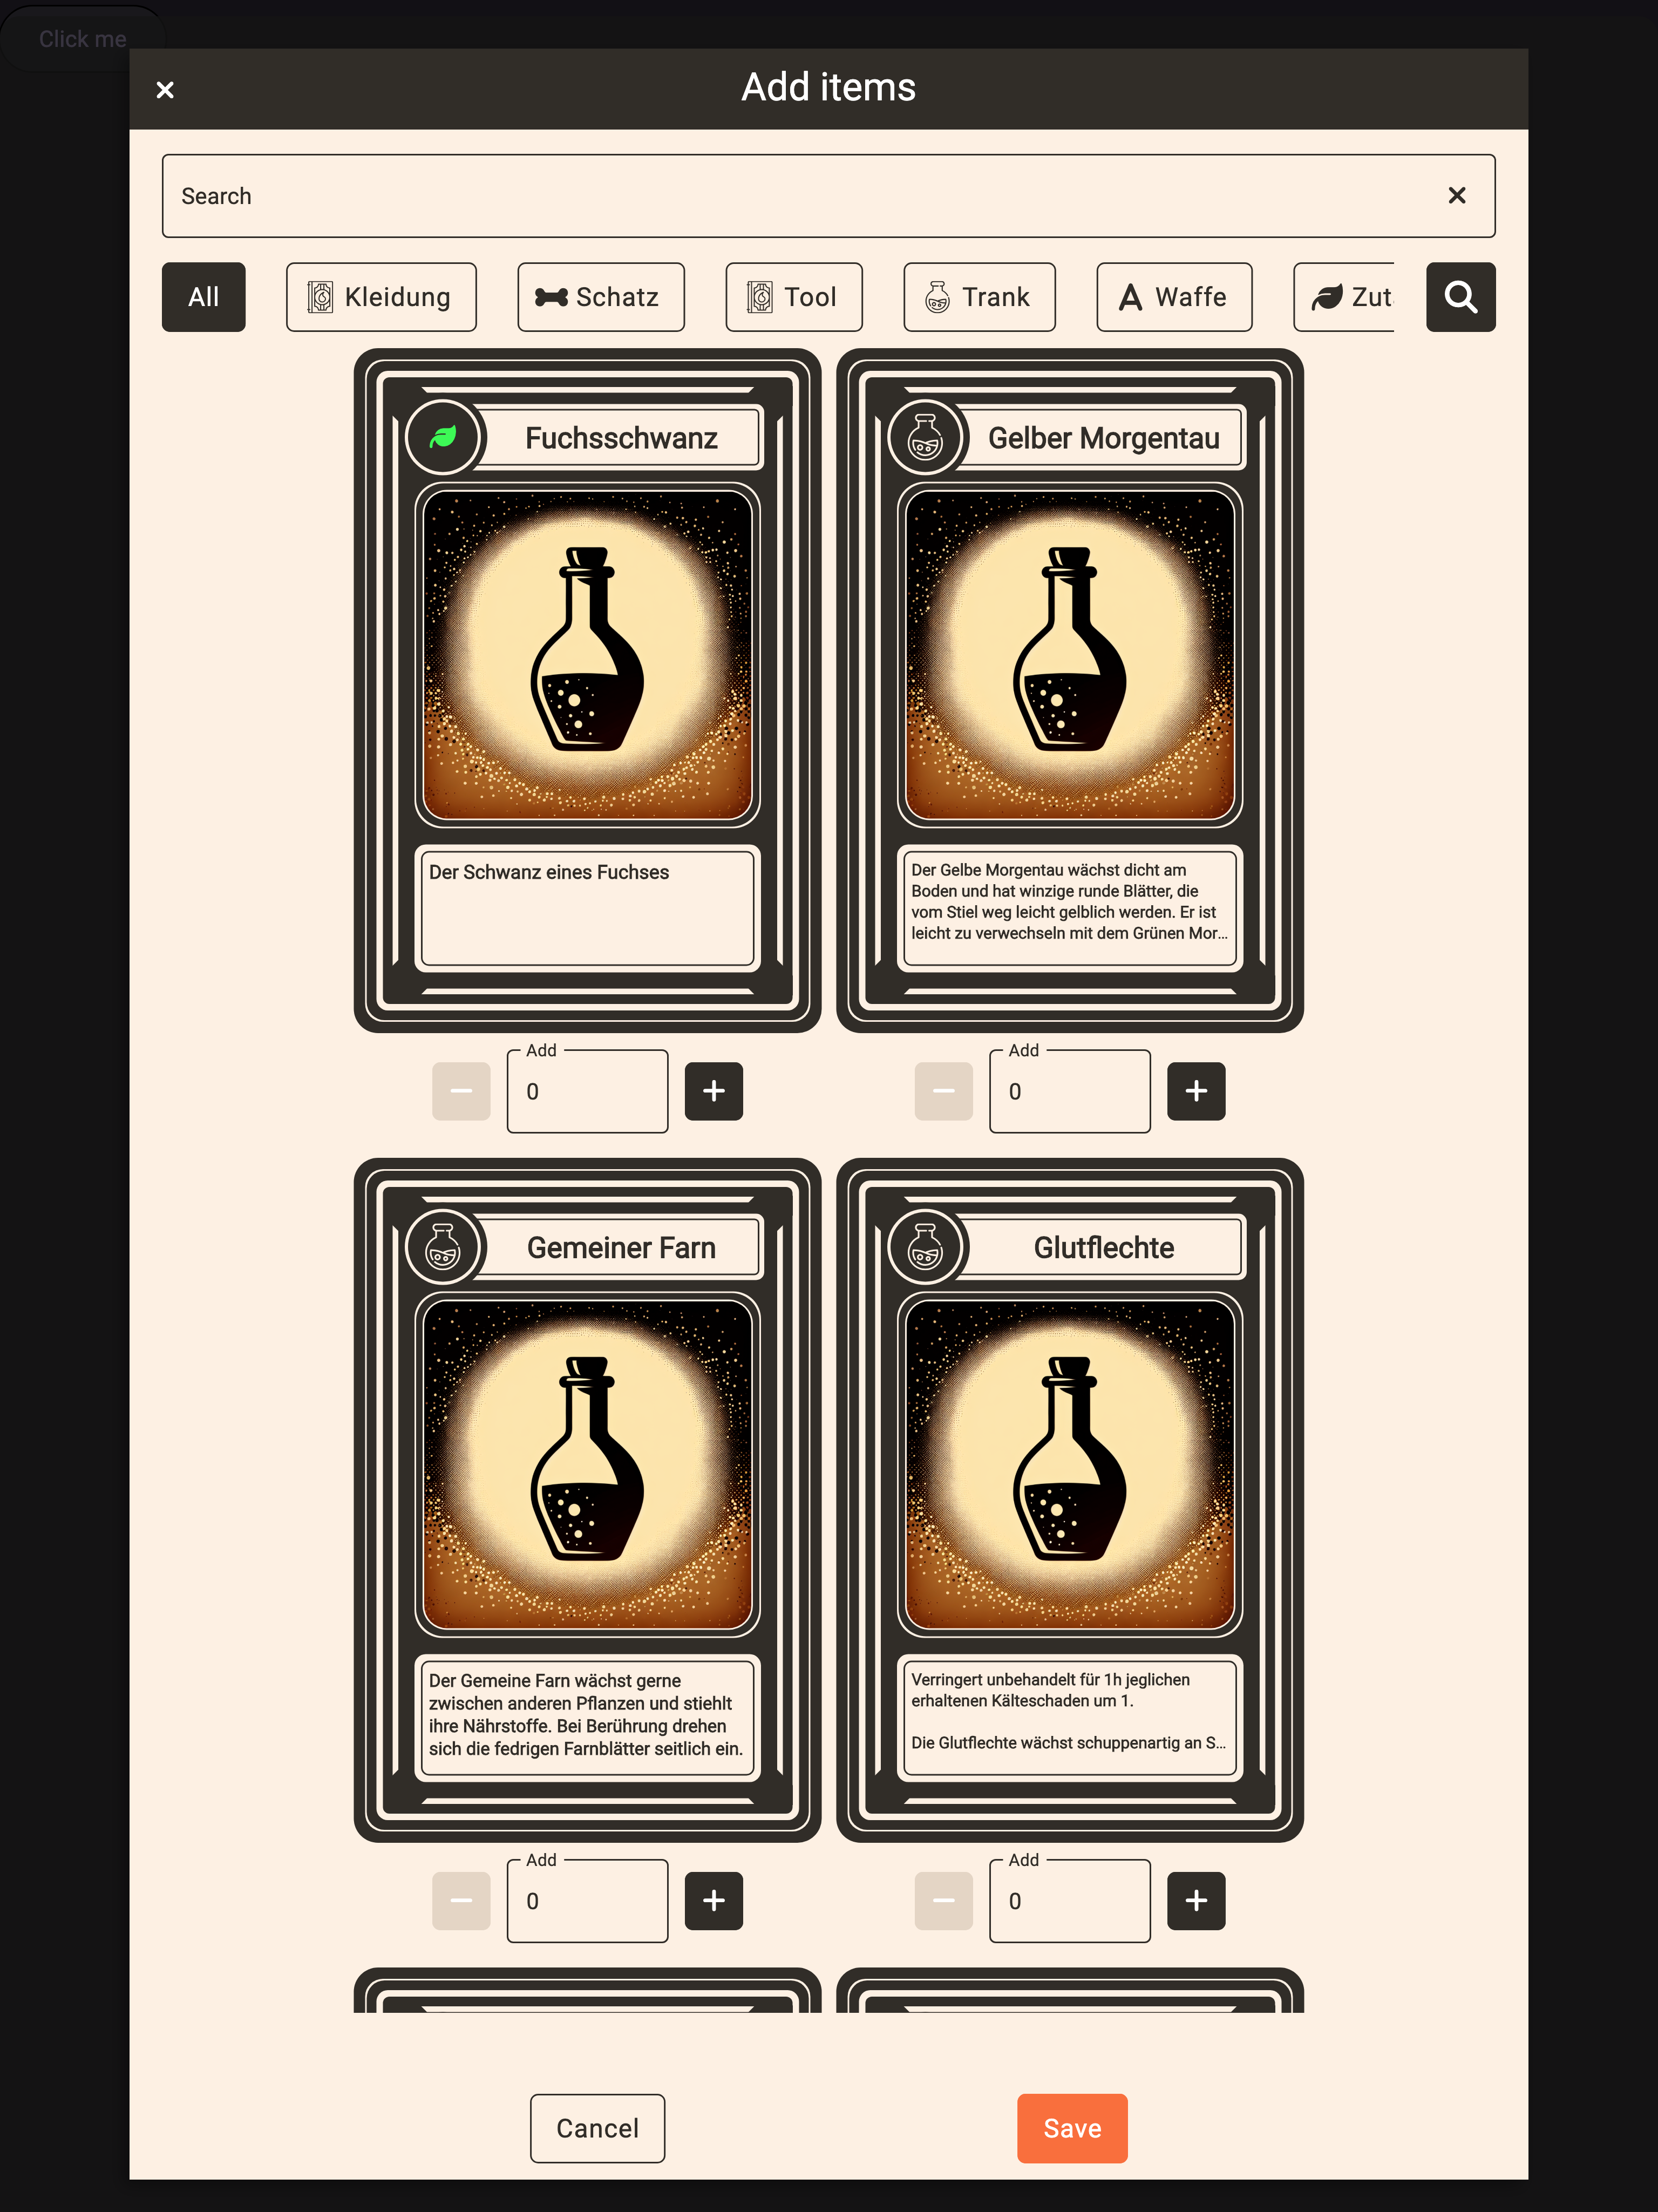 Click me
Add items
Search
All
Kleidung
Schatz
Tool
Trank
Waffe
Zut
Fuchsschwanz
Der Schwanz eines Fuchses
Add
0
Gelber Morgentau
Der Gelbe Morgentau wächst dicht am
Boden und hat winzige runde Blätter, die
vom Stiel weg leicht gelblich werden. Er ist
leicht zu verwechseln mit dem Grünen Mor...
Add
0
Gemeiner Farn
Der Gemeine Farn wächst gerne
zwischen anderen Pflanzen und stiehlt
ihre Nährstoffe. Bei Berührung drehen
sich die fedrigen Farnblätter seitlich ein.
Add
0
Glutflechte
Verringert unbehandelt für 1h jeglichen
erhaltenen Kälteschaden um 1.
Die Glutflechte wächst schuppenartig an S...
Add
0
Cancel
Save